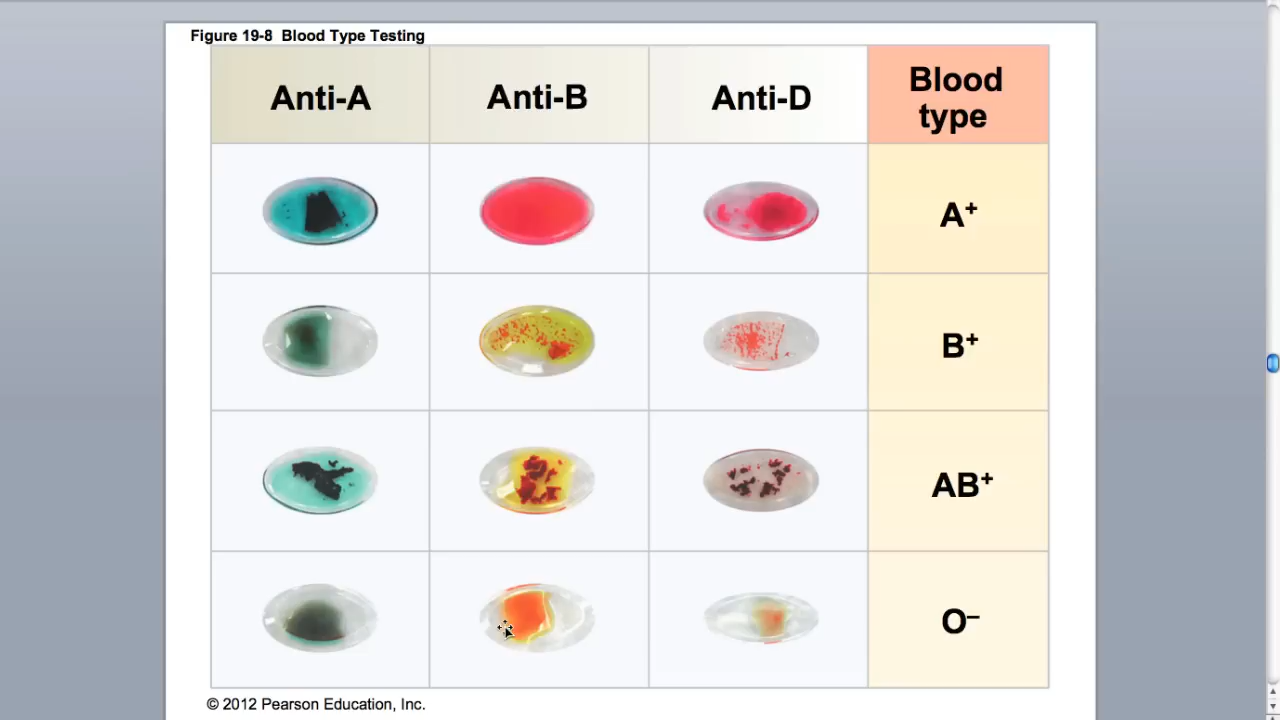 Figure 19-8 Blood Type Testing
Anti-A
Anti-B
Anti-D
Blood
type
A⁺
B⁺
AB⁺
O⁻
© 2012 Pearson Education, Inc.